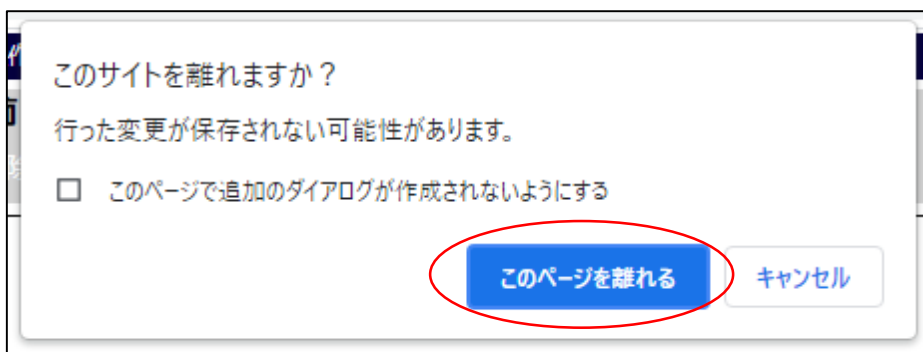 このサイトを離れますか？
行った変更が保存されない可能性があります。
このページで追加のダイアログが作成されないようにする
このページを離れる
キャンセル